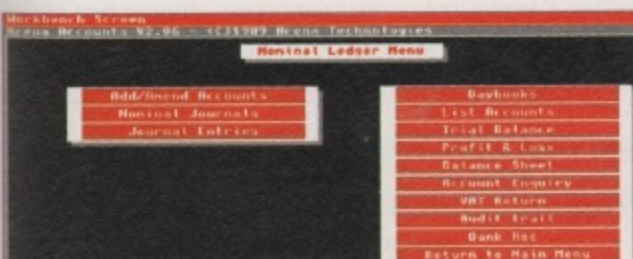 Workbench Screen
Arena Accounts V2.06 - (C)1989 Arena Technologies
Nominal Ledger Menu
Add/Amend Accounts
Nominal Journals
Journal Entries
Daybooks
List Accounts
Trial Balance
Profit & Loss
Balance Sheet
Account Enquiry
VAT Return
Audit trail
Bank Rec
Return to Main Menu